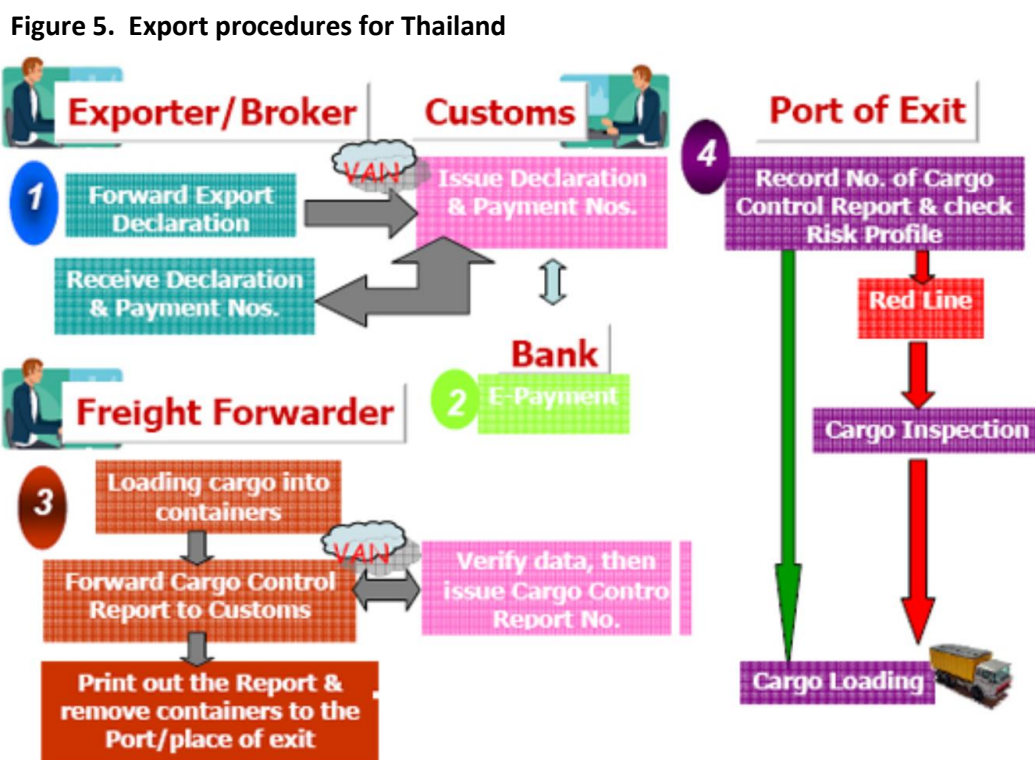 Figure 5.  Export procedures for Thailand
Exporter/Broker
Customs
Port of Exit
1
Forward Export
Declaration
VAN
Issue Declaration
& Payment Nos.
Receive Declaration
& Payment Nos.
Bank
2
E-Payment
Freight Forwarder
3
Loading cargo into
containers
Forward Cargo Control
Report to Customs
VAN
Verify data, then
issue Cargo Contro
Report No.
Print out the Report &
remove containers to the
Port/place of exit
4
Record No. of Cargo
Control Report & check
Risk Profile
Red Line
Cargo Inspection
Cargo Loading